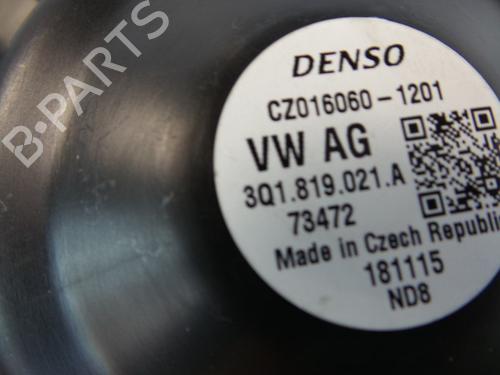 B-PARTS
DENSO
CZ016060-1201
VW AG
3Q1.819.021.A
73472
Made in Czech Republic
181115
ND8